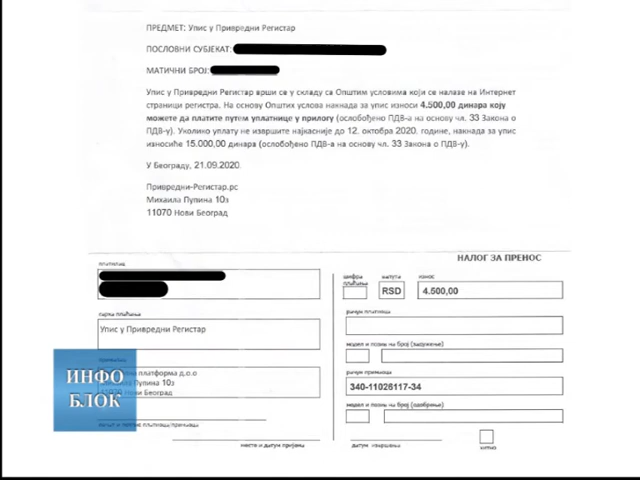 ПРЕДМЕТ: Упис у Привредни Регистар
ПОСЛОВНИ СУБЈЕКАТ:
МАТИЧНИ БРОЈ:
Упис у Привредни Регистар врши се у складу са Општим условима који се налазе на Интернет
страници регистра. На основу Општих услова накнада за упис износи 4.500,00 динара коју
можете да платите путем уплатнице у прилогу (ослобођено ПДВ-а на основу чл. 33 Закона о
ПДВ-у). Уколико уплату не извршите најкасније до 12. октобра 2020. године, накнада за упис
износиће 15.000,00 динара (ослобођено ПДВ-а на основу чл. 33 Закона о ПДВ-у).
У Београду, 21.09.2020.
Привредни-Регистар.рс
Михаила Пупина 10з
11070 Нови Београд
НАЛОГ ЗА ПРЕНОС
платилац
шифра плаћања
валута
износ
RSD
4.500,00
сврха плаћања
Упис у Привредни Регистар
рачун платиоца
модел и позив на број (задужење)
платформа д.о.о
Пупина 10з
Нови Београд
рачун примаоца
340-11026117-34
модел и позив на број (одобрење)
ИНФО
БЛОК
место и датум пријема
датум извршења
хитно